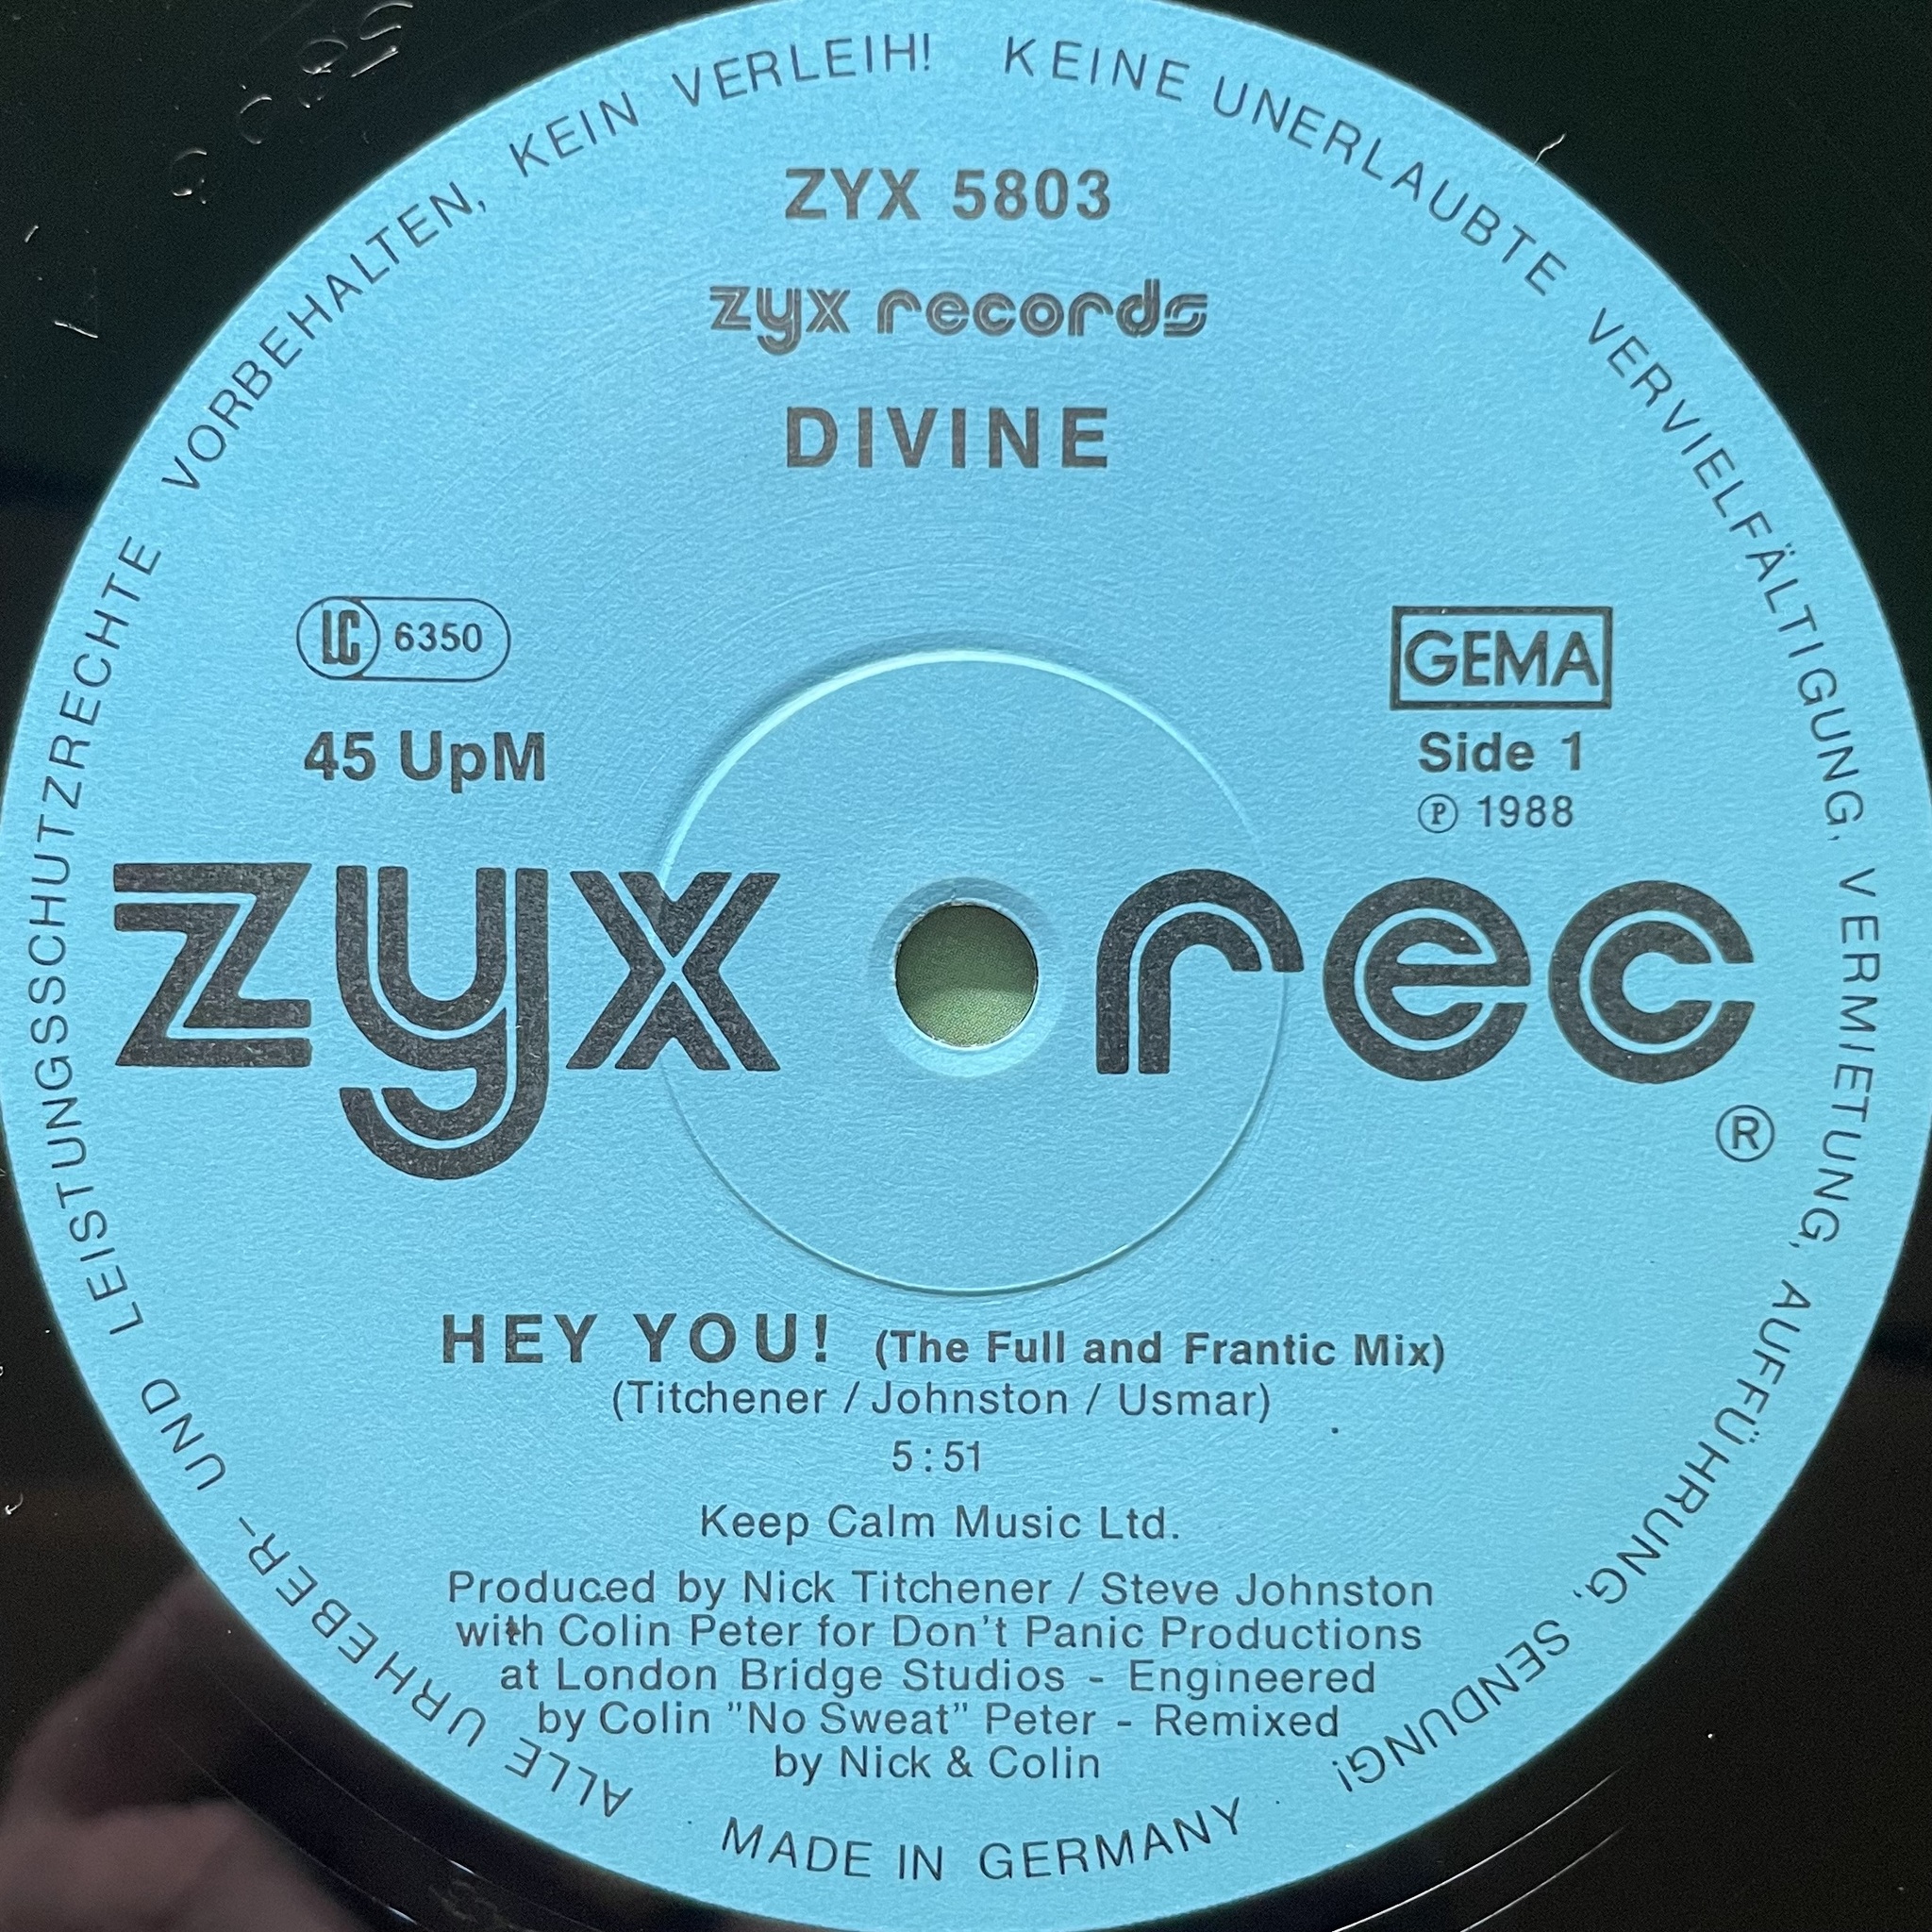 ZYX 5803
zyx records
DIVINE
LC 6350
GEMA
45 UpM
Side 1
Ⓟ 1988
zyx rec
®
HEY YOU! (The Full and Frantic Mix)
(Titchener / Johnston / Usmar)
5:51
Keep Calm Music Ltd.
Produced by Nick Titchener / Steve Johnston
with Colin Peter for Don't Panic Productions
at London Bridge Studios - Engineered
by Colin "No Sweat" Peter - Remixed
by Nick & Colin
ALLE URHEBER- UND LEISTUNGSSCHUTZRECHTE VORBEHALTEN, KEIN VERLEIH! KEINE UNERLAUBTE VERVIELFÄLTIGUNG, VERMIETUNG, AUFFÜHRUNG, SENDUNG!
MADE IN GERMANY